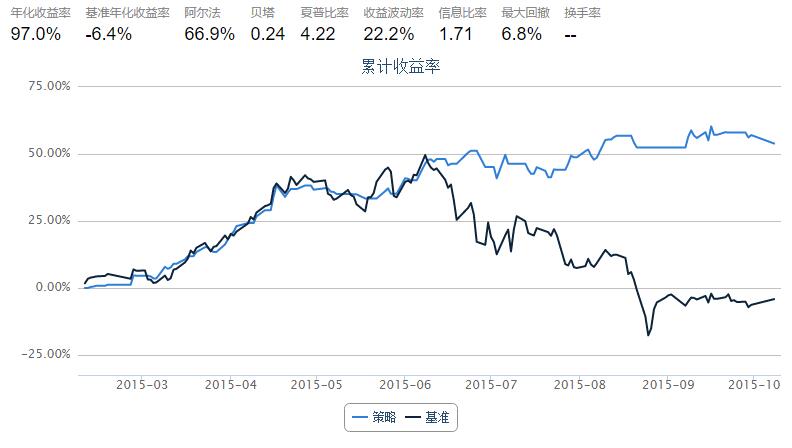 年化收益率 基准年化收益率 阿尔法 贝塔 夏普比率 收益波动率 信息比率 最大回撤 换手率
97.0% -6.4% 66.9% 0.24 4.22 22.2% 1.71 6.8% --
累计收益率
75.00%
50.00%
25.00%
0.00%
-25.00%
2015-03 2015-04 2015-05 2015-06 2015-07 2015-08 2015-09 2015-10
策略 基准